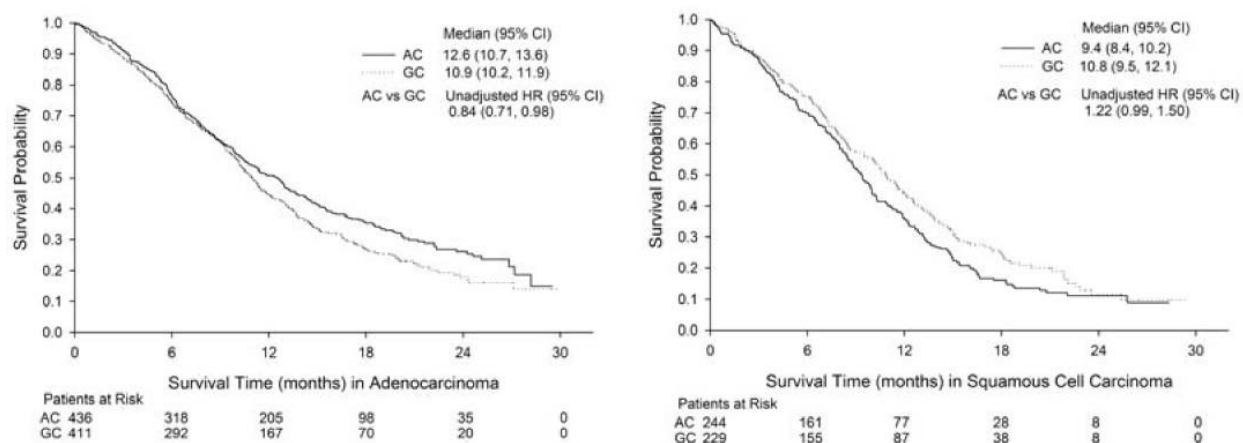 Median (95% CI)
AC 12.6 (10.7, 13.6)
GC 10.9 (10.2, 11.9)
AC vs GC Unadjusted HR (95% CI)
0.84 (0.71, 0.98)
Survival Probability
1.0
0.9
0.8
0.7
0.6
0.5
0.4
0.3
0.2
0.1
0.0
0 6 12 18 24 30
Survival Time (months) in Adenocarcinoma
Patients at Risk
AC 436 318 205 98 35 0
GC 411 292 167 70 20 0
Median (95% CI)
AC 9.4 (8.4, 10.2)
GC 10.8 (9.5, 12.1)
AC vs GC Unadjusted HR (95% CI)
1.22 (0.99, 1.50)
Survival Probability
1.0
0.9
0.8
0.7
0.6
0.5
0.4
0.3
0.2
0.1
0.0
0 6 12 18 24 30
Survival Time (months) in Squamous Cell Carcinoma
Patients at Risk
AC 244 161 77 28 8 0
GC 229 155 87 38 8 0